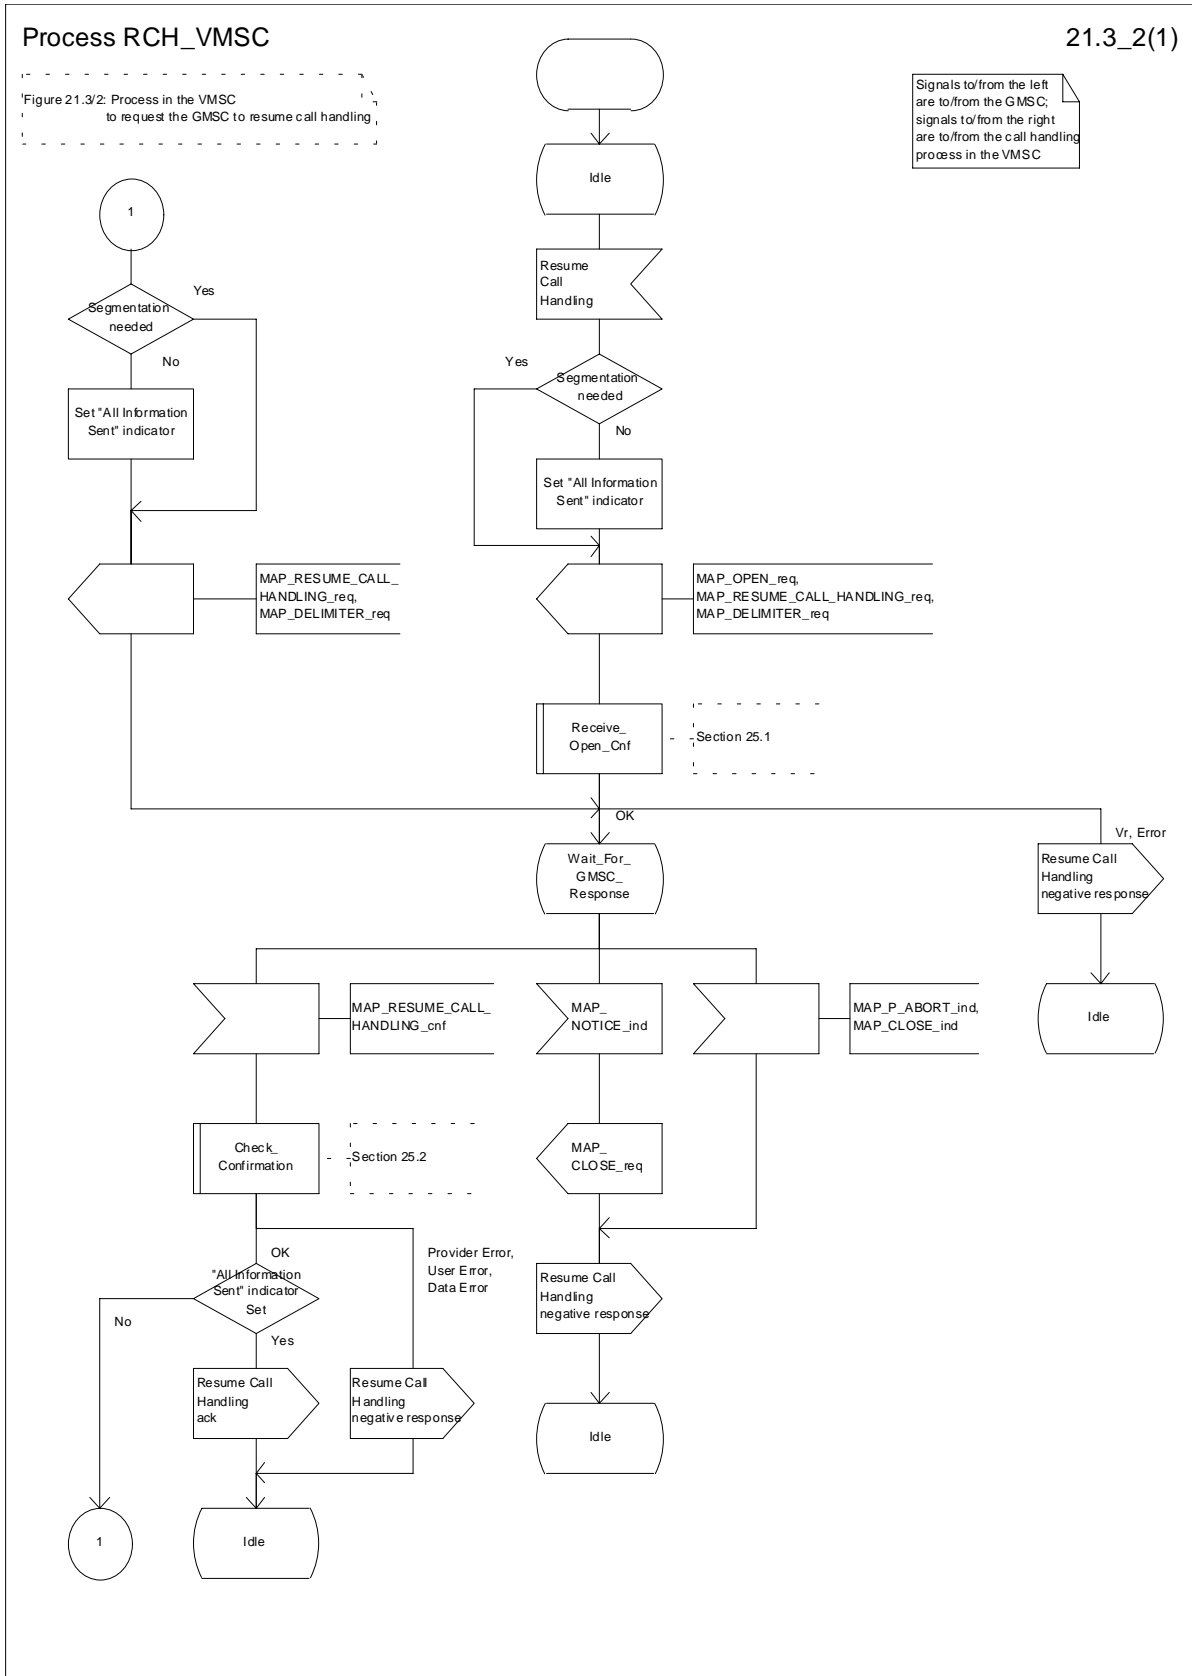 Process RCH_VMSC
21.3_2(1)
Figure 21.3/2: Process in the VMSC
to request the GMSC to resume call handling
Signals to/from the left
are to/from the GMSC;
signals to/from the right
are to/from the call handling
process in the VMSC
Idle
1
Resume
Call
Handling
Segmentation
needed
Yes
No
Segmentation
needed
Yes
No
Set "All Information
Sent" indicator
Set "All Information
Sent" indicator
MAP_RESUME_CALL_
HANDLING_req,
MAP_DELIMITER_req
MAP_OPEN_req,
MAP_RESUME_CALL_HANDLING_req,
MAP_DELIMITER_req
Receive_
Open_Cnf
Section 25.1
OK
Vr, Error
Wait_For_
GMSC_
Response
Resume Call
Handling
negative response
MAP_RESUME_CALL_
HANDLING_cnf
MAP_
NOTICE_ind
MAP_P_ABORT_ind,
MAP_CLOSE_ind
Idle
Check_
Confirmation
Section 25.2
MAP_
CLOSE_req
OK
Provider Error,
User Error,
Data Error
"All Information
Sent" indicator
Set
No
Yes
Resume Call
Handling
negative response
Resume Call
Handling
ack
Resume Call
Handling
negative response
Idle
1
Idle